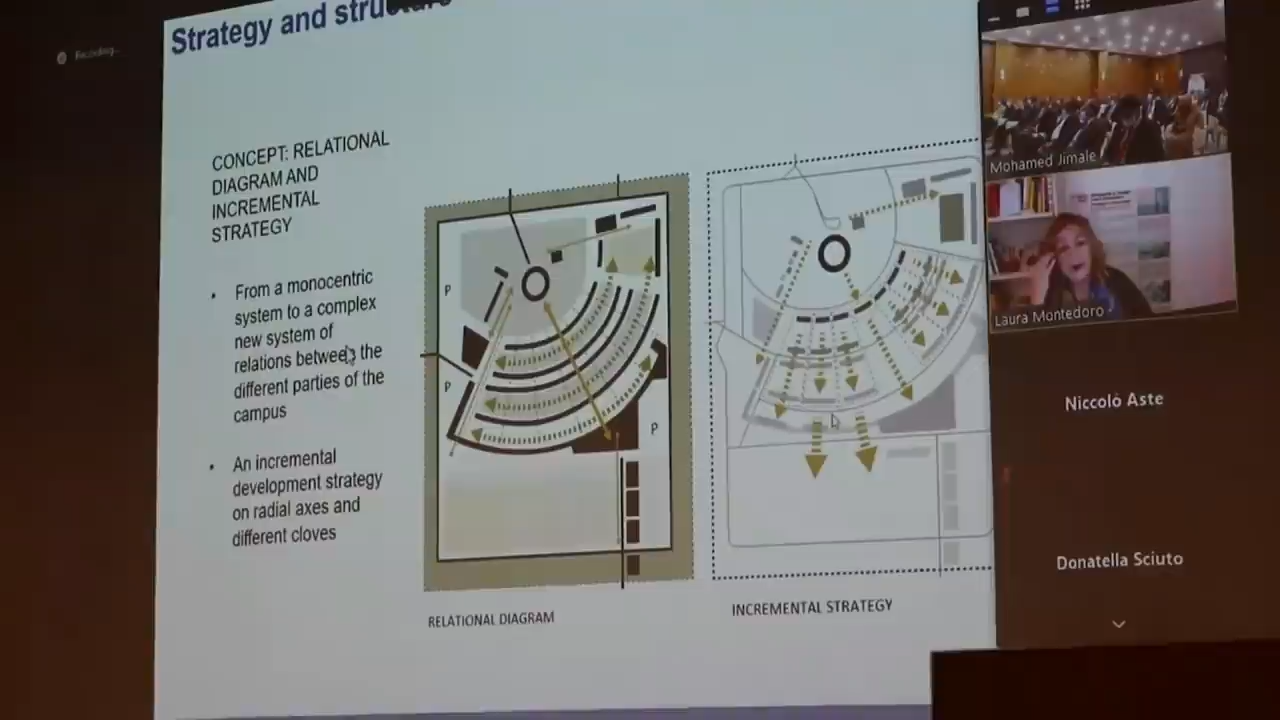 Recording...
Strategy and structure
CONCEPT: RELATIONAL
DIAGRAM AND
INCREMENTAL
STRATEGY
• From a monocentric
system to a complex
new system of
relations between the
different parties of the
campus
• An incremental
development strategy
on radial axes and
different cloves
P
P
P
RELATIONAL DIAGRAM
INCREMENTAL STRATEGY
Mohamed Jimale
Laura Montedoro
Niccolò Aste
Donatella Sciuto